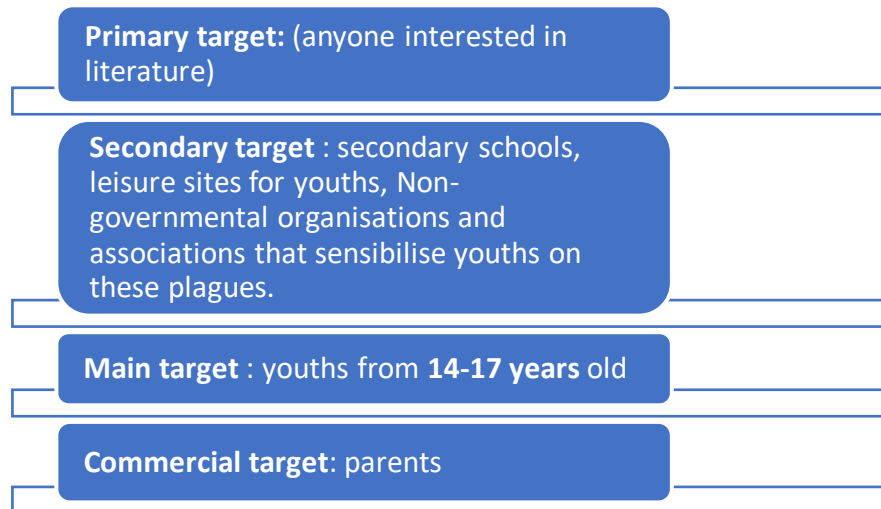 Primary target: (anyone interested in
literature)
Secondary target : secondary schools,
leisure sites for youths, Non-
governmental organisations and
associations that sensibilise youths on
these plagues.
Main target : youths from 14-17 years old
Commercial target: parents